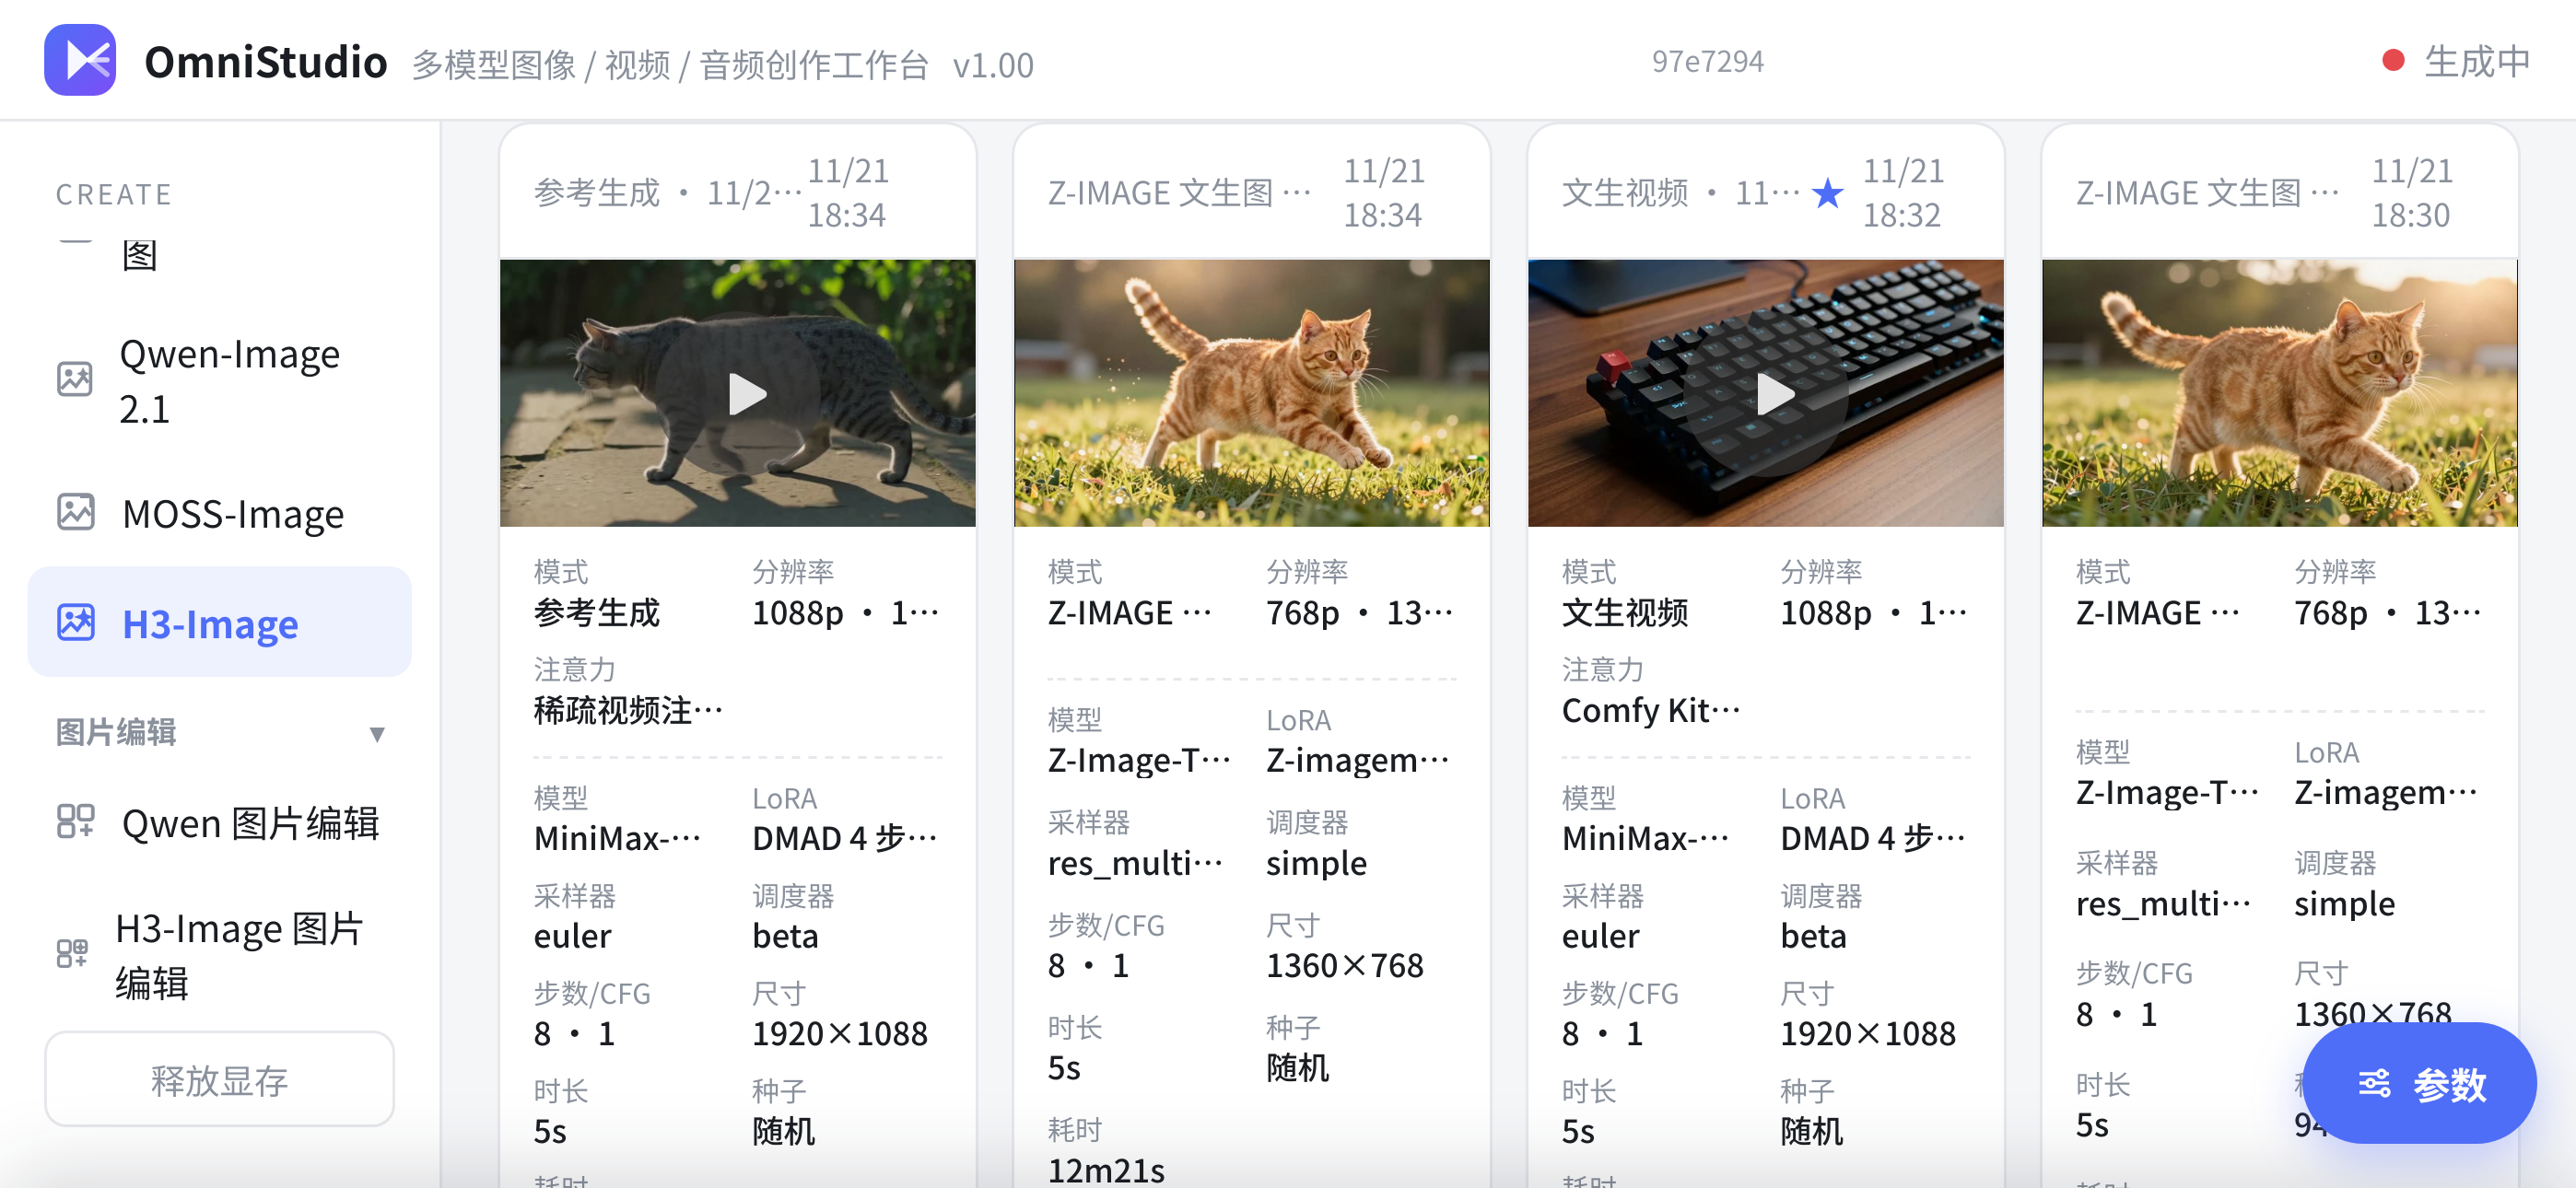 OmniStudio 多模型图像 / 视频 / 音频创作工作台 v1.00
97e7294
生成中
CREATE
图
Qwen-Image
2.1
MOSS-Image
H3-Image
图片编辑 ▼
Qwen 图片编辑
H3-Image 图片
编辑
释放显存
参考生成 • 11/2…
11/21
18:34
模式
参考生成
分辨率
1088p • 1…
注意力
稀疏视频注…
模型
MiniMax-…
LoRA
DMAD 4 步…
采样器
euler
调度器
beta
步数/CFG
8 • 1
尺寸
1920×1088
时长
5s
种子
随机
耗时
Z-IMAGE 文生图 …
11/21
18:34
模式
Z-IMAGE …
分辨率
768p • 13…
模型
Z-Image-T…
LoRA
Z-imagem…
采样器
res_multi…
调度器
simple
步数/CFG
8 • 1
尺寸
1360×768
时长
5s
种子
随机
耗时
12m21s
文生视频 • 11… ★
11/21
18:32
模式
文生视频
分辨率
1088p • 1…
注意力
Comfy Kit…
模型
MiniMax-…
LoRA
DMAD 4 步…
采样器
euler
调度器
beta
步数/CFG
8 • 1
尺寸
1920×1088
时长
5s
种子
随机
耗时
Z-IMAGE 文生图 …
11/21
18:30
模式
Z-IMAGE …
分辨率
768p • 13…
模型
Z-Image-T…
LoRA
Z-imagem…
采样器
res_multi…
调度器
simple
步数/CFG
8 • 1
尺寸
1360×768
时长
5s
参数